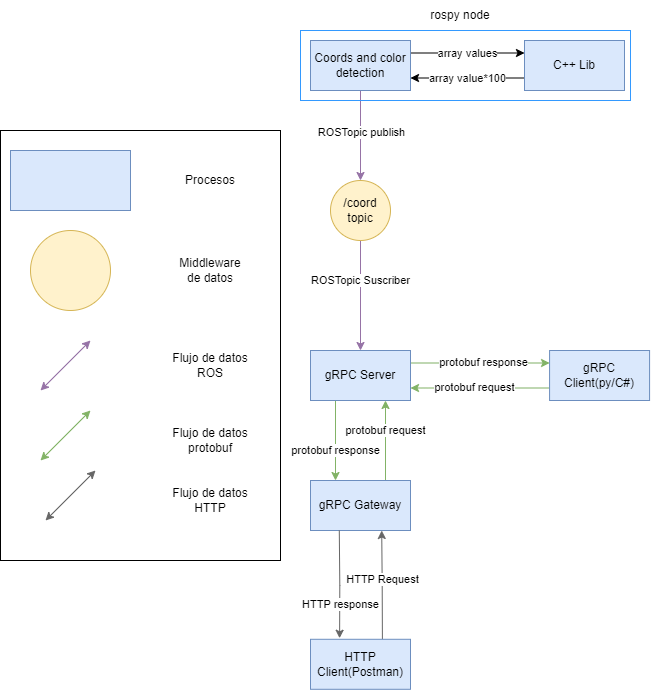 rospy node
Coords and color
detection
array values
array value*100
C++ Lib
ROSTopic publish
/coord
topic
ROSTopic Suscriber
Procesos
Middleware
de datos
Flujo de datos
ROS
Flujo de datos
protobuf
Flujo de datos
HTTP
gRPC Server
protobuf response
protobuf request
gRPC
Client(py/C#)
protobuf request
protobuf response
gRPC Gateway
HTTP Request
HTTP response
HTTP
Client(Postman)